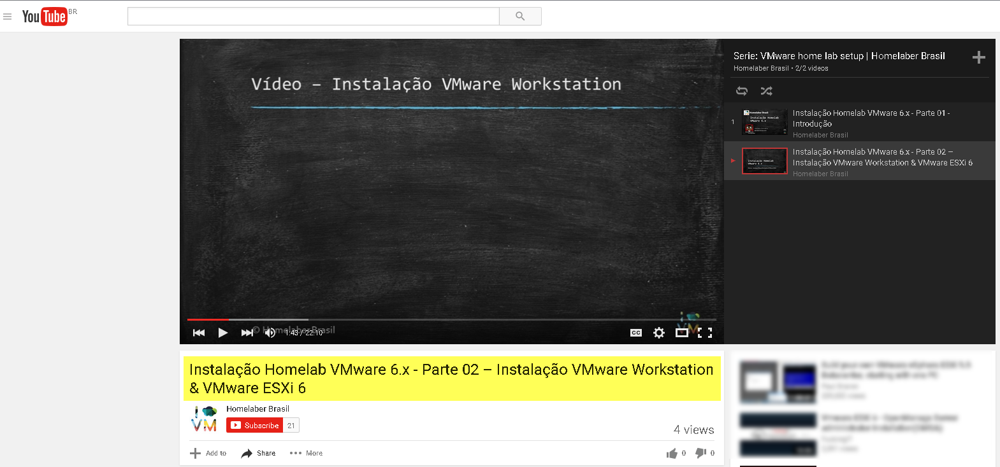 YouTube BR
Vídeo – Instalação VMware Workstation
© Homelaber Brasil
1:43 / 22:10
CC
Serie: VMware home lab setup | Homelaber Brasil
Homelaber Brasil • 2/2 videos
1
Instalação Homelab VMware 6.x - Parte 01 -
Introdução
Homelaber Brasil
Instalação Homelab VMware 6.x - Parte 02 –
Instalação VMware Workstation & VMware ESXi 6
Homelaber Brasil
Instalação Homelab VMware 6.x - Parte 02 – Instalação VMware Workstation
& VMware ESXi 6
Homelaber Brasil
Subscribe 21
4 views
Add to Share More
0 0